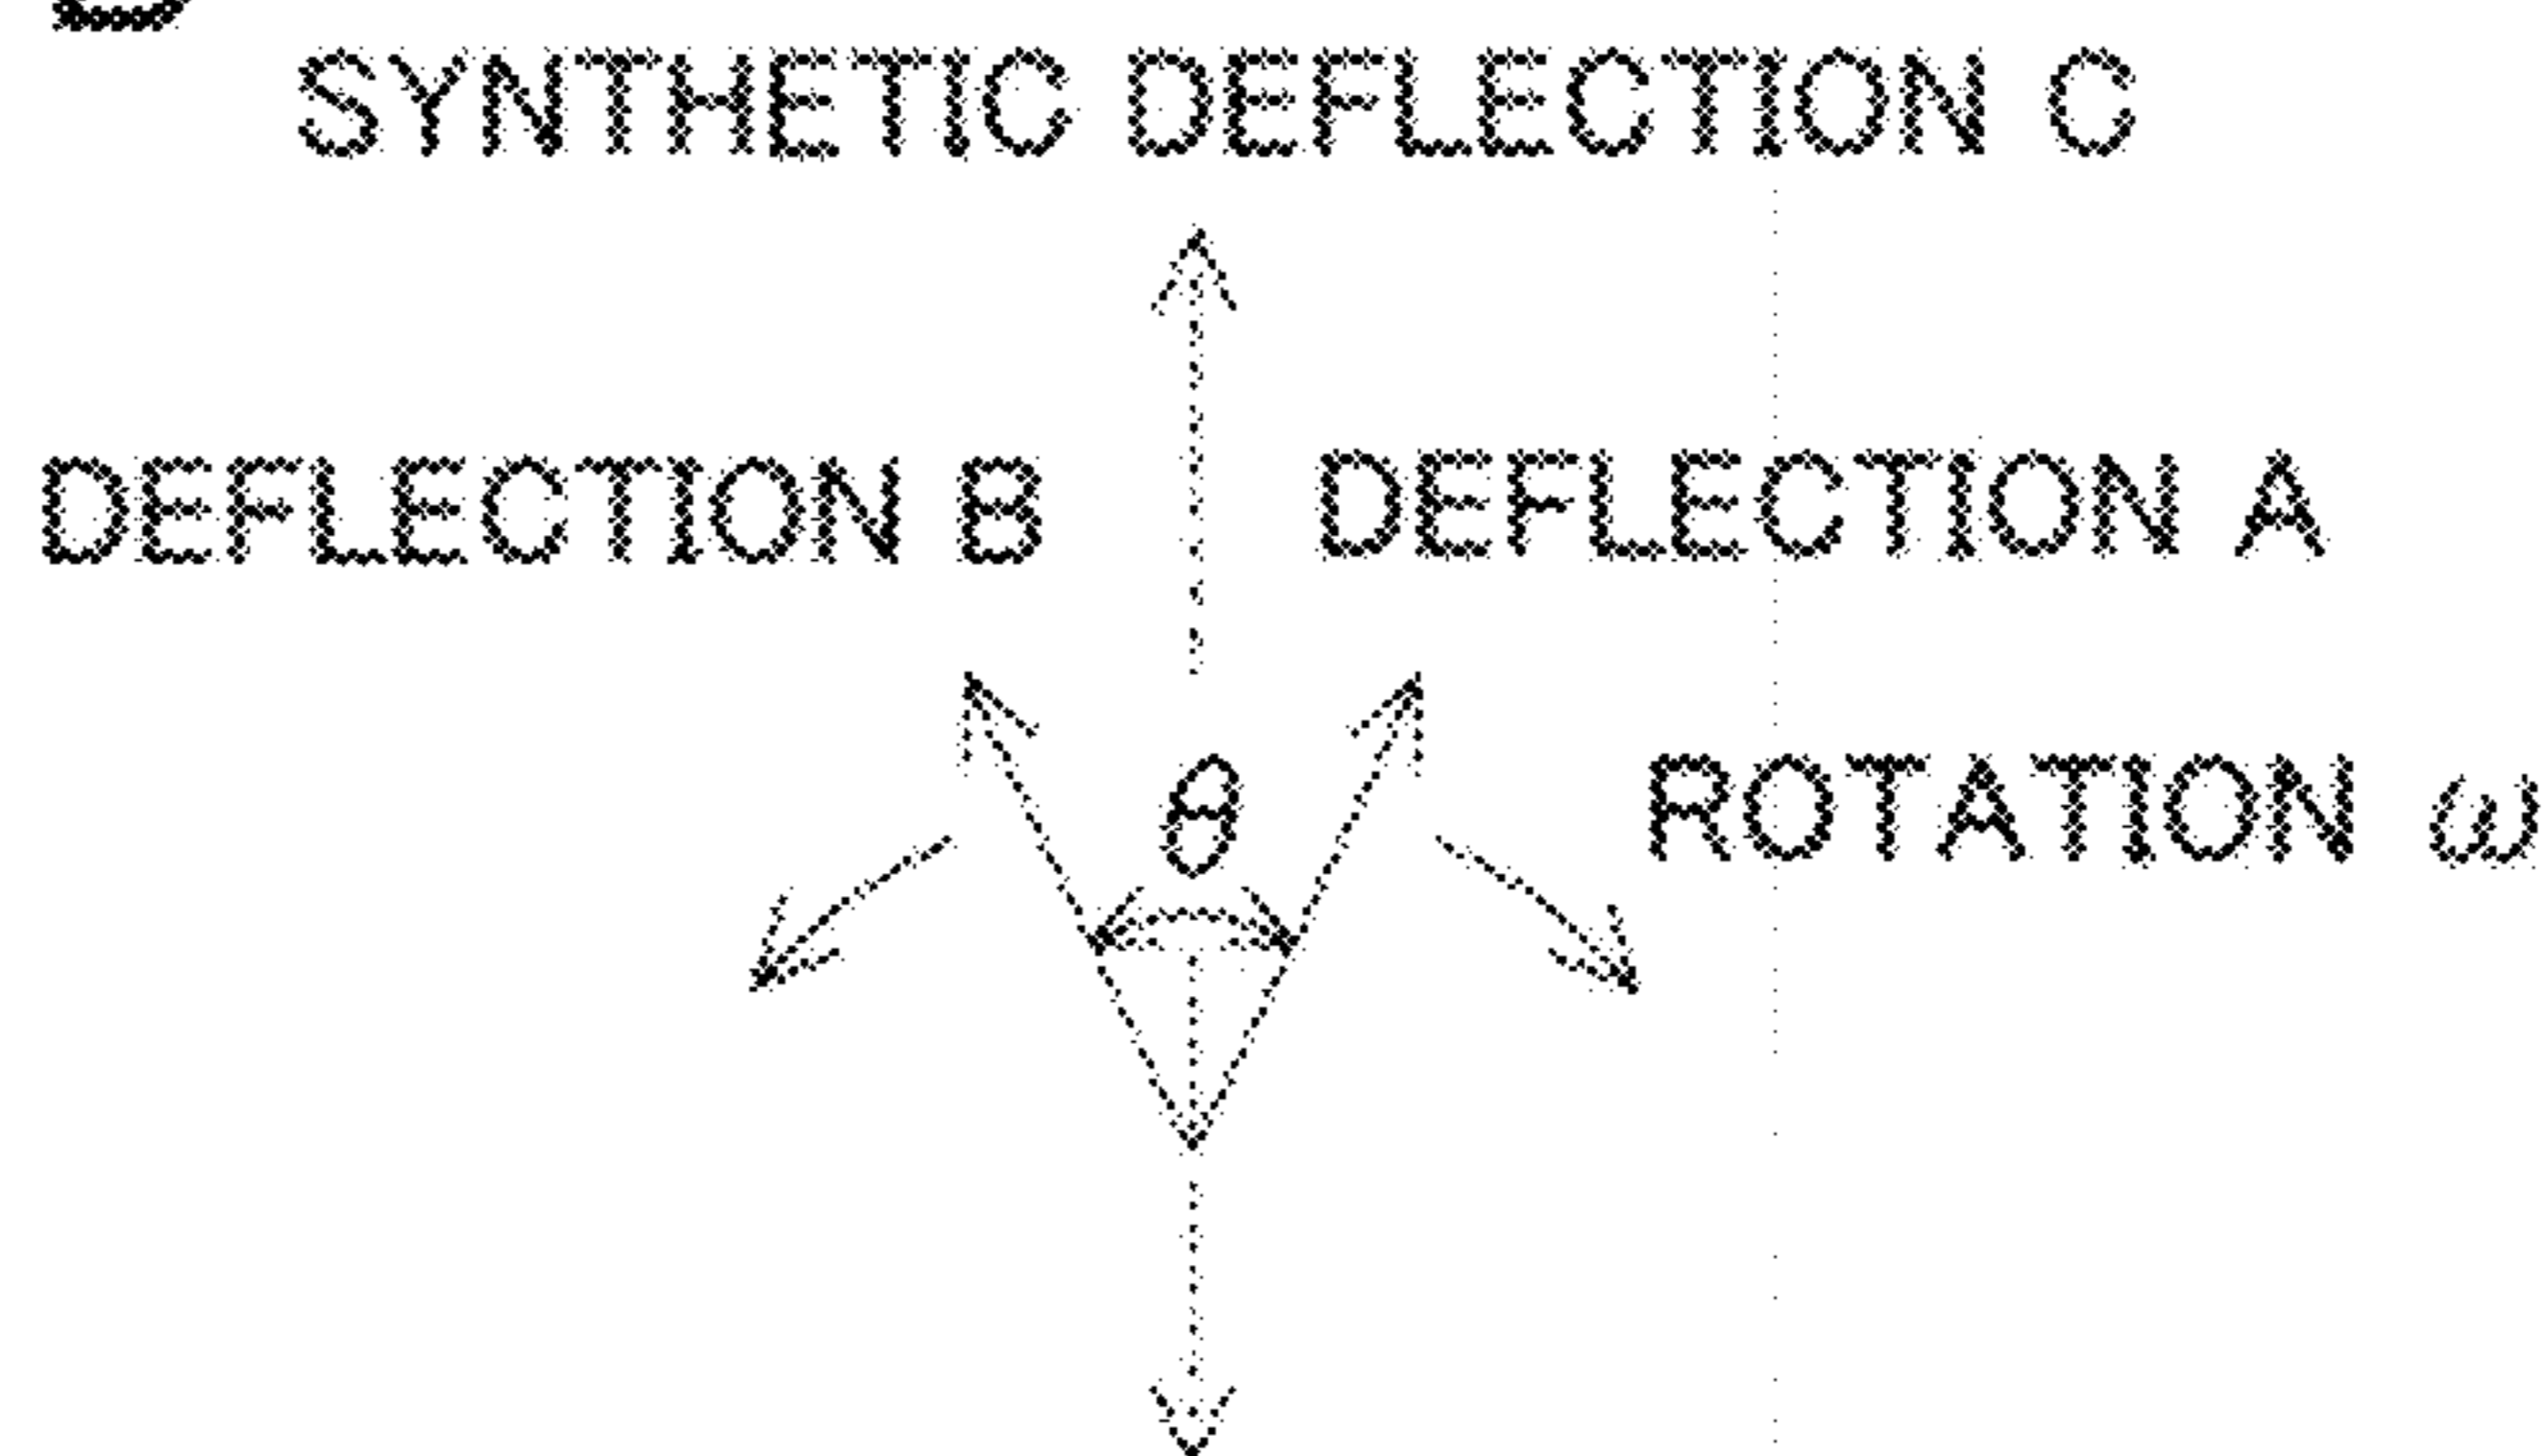 SYNTHETIC DEFLECTION C
DEFLECTION B DEFLECTION A
θ
ROTATION ω